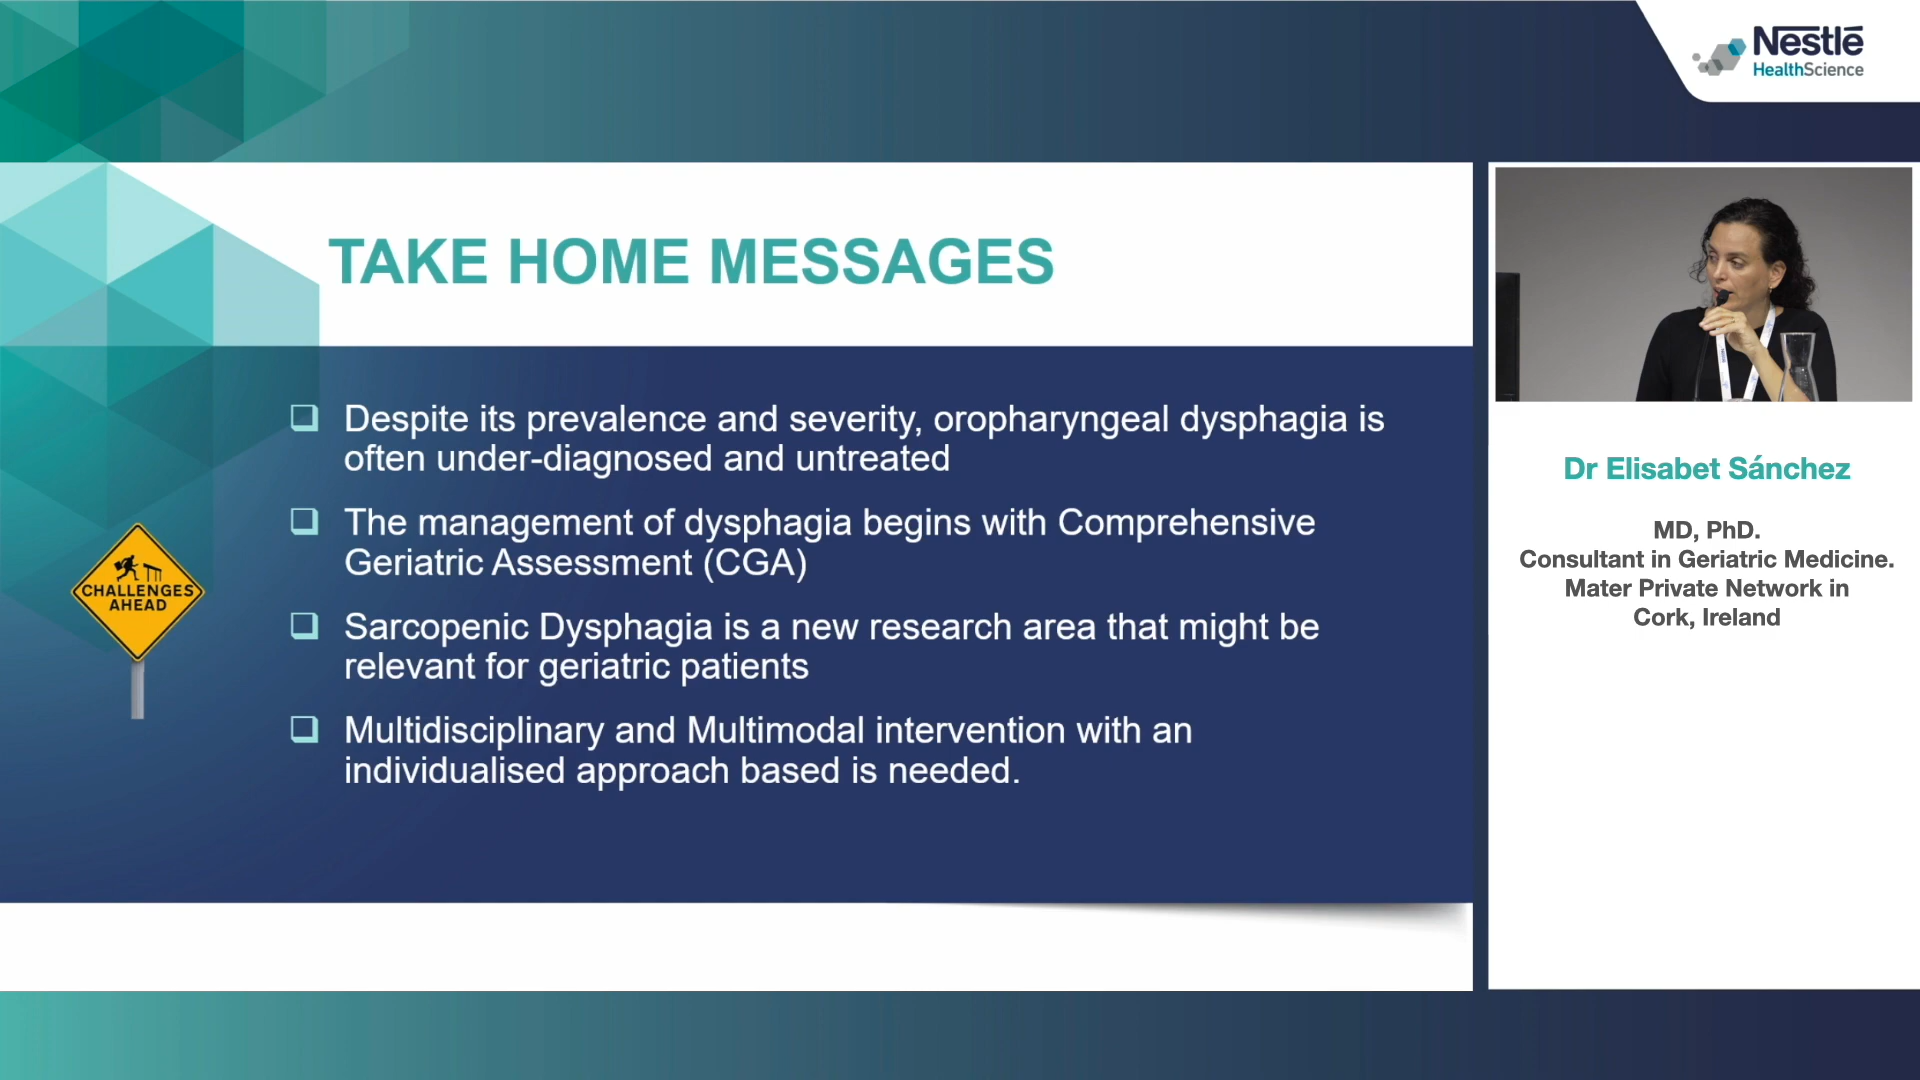 Nestlé
HealthScience
TAKE HOME MESSAGES
Despite its prevalence and severity, oropharyngeal dysphagia is
often under-diagnosed and untreated
The management of dysphagia begins with Comprehensive
Geriatric Assessment (CGA)
Sarcopenic Dysphagia is a new research area that might be
relevant for geriatric patients
Multidisciplinary and Multimodal intervention with an
individualised approach based is needed.
CHALLENGES
AHEAD
Dr Elisabet Sánchez
MD, PhD.
Consultant in Geriatric Medicine.
Mater Private Network in
Cork, Ireland